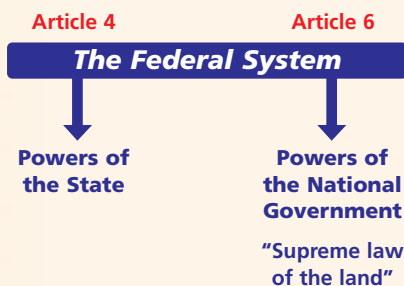 Article 4
Article 6
The Federal System
Powers of
the State
Powers of
the National
Government
“Supreme law
of the land”